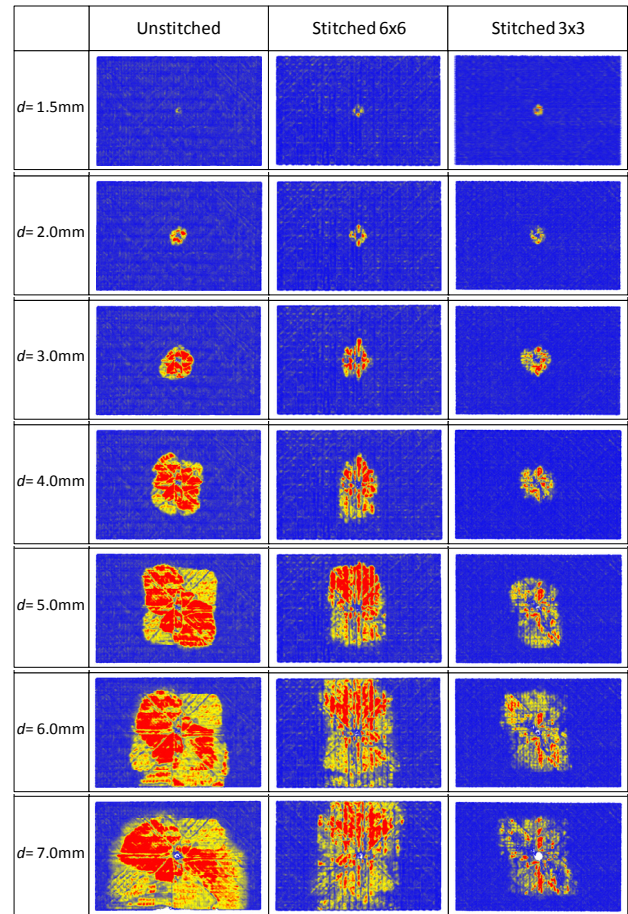 Unstitched Stitched 6x6 Stitched 3x3
d= 1.5mm
d= 2.0mm
d= 3.0mm
d= 4.0mm
d= 5.0mm
d= 6.0mm
d= 7.0mm